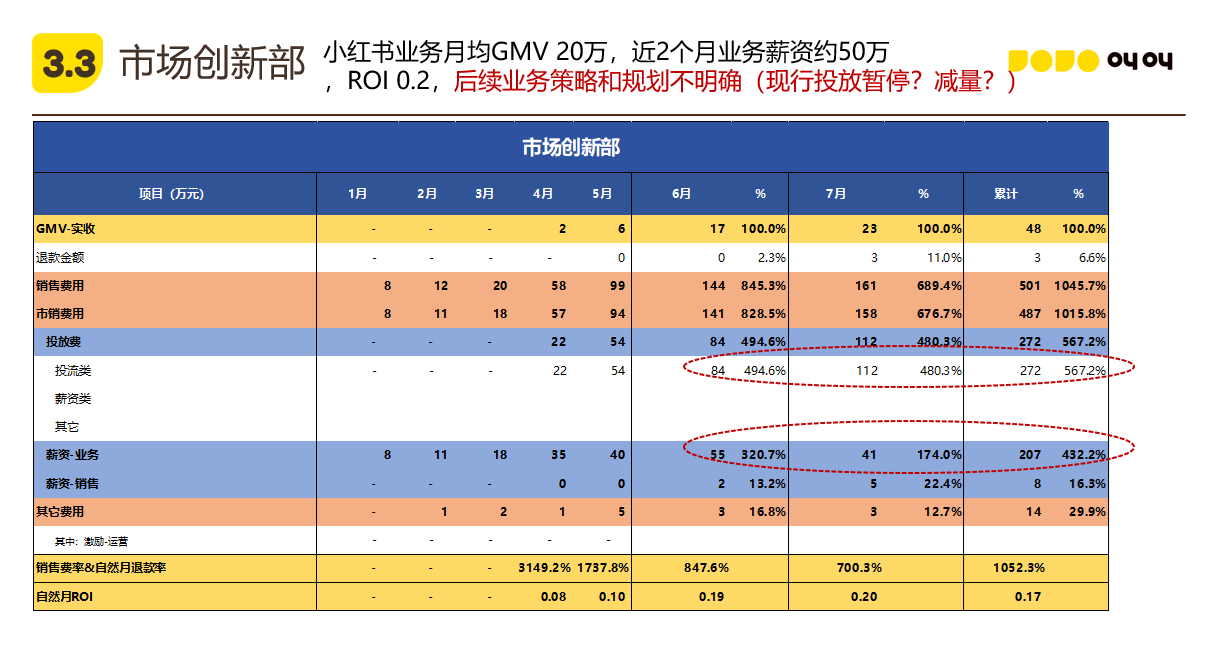 3.3 市场创新部
小红书业务月均GMV 20万，近2个月业务薪资约50万
，ROI 0.2，后续业务策略和规划不明确（现行投放暂停？减量？）
市场创新部
项目（万元） 1月 2月 3月 4月 5月 6月 % 7月 % 累计 %
GMV-实收 - - - 2 6 17 100.0% 23 100.0% 48 100.0%
退款金额 - - - - 0 0 2.3% 3 11.0% 3 6.6%
销售费用 8 12 20 58 99 144 845.3% 161 689.4% 501 1045.7%
市销费用 8 11 18 57 94 141 828.5% 158 676.7% 487 1015.8%
投放费 - - - 22 54 84 494.6% 112 480.3% 272 567.2%
投流类 - - - 22 54 84 494.6% 112 480.3% 272 567.2%
薪资类
其它
薪资-业务 8 11 18 35 40 55 320.7% 41 174.0% 207 432.2%
薪资-销售 - - - 0 0 2 13.2% 5 22.4% 8 16.3%
其它费用 - 1 2 1 5 3 16.8% 3 12.7% 14 29.9%
其中：激励-运营 - - - - -
销售费率&自然月退款率 - - - 3149.2% 1737.8% 847.6% 700.3% 1052.3%
自然月ROI - - - 0.08 0.10 0.19 0.20 0.17